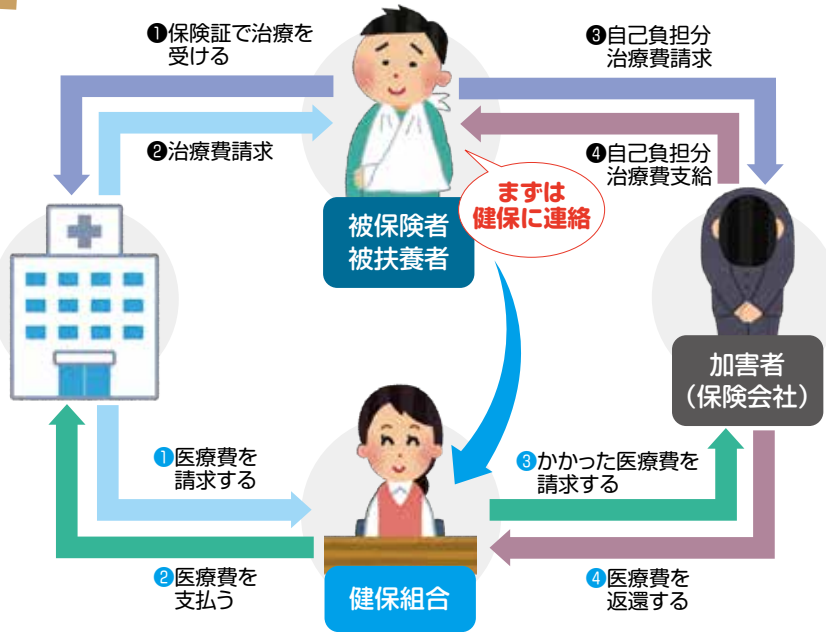 ❶保険証で治療を
受ける
❷治療費請求
❸自己負担分
治療費請求
❹自己負担分
治療費支給
まずは
健保に連絡
被保険者
被扶養者
加害者
（保険会社）
❶医療費を
請求する
❷医療費を
支払う
❸かかった医療費を
請求する
❹医療費を
返還する
健保組合